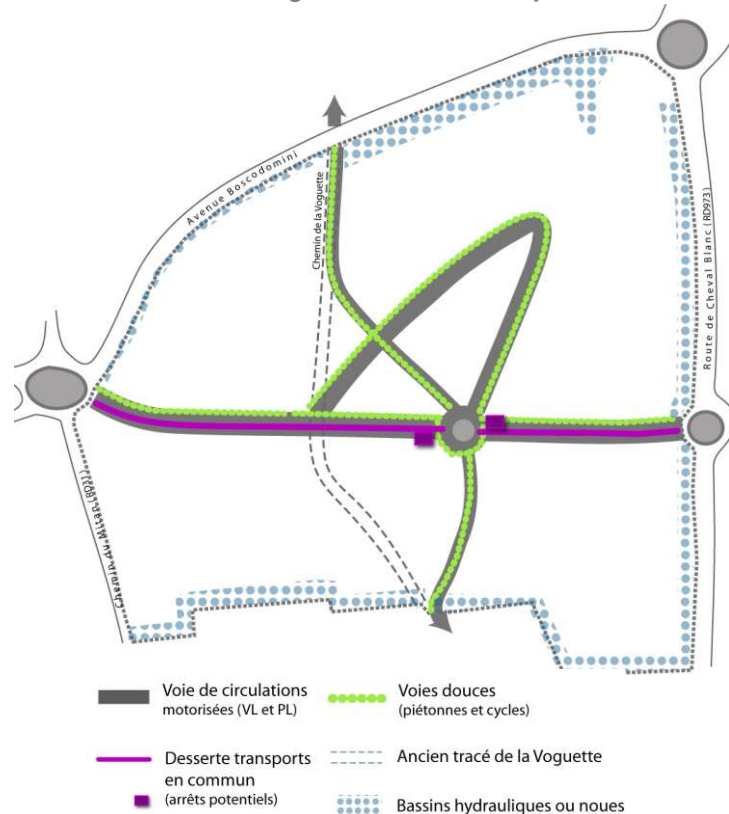 Avenue Boscodomini
Chemin de la Voguette
Route de Cheval Blanc (RD973)
Chemin du Mitan (RD31)
Voie de circulations
motorisées (VL et PL)
Voies douces
(piétonnes et cycles)
Desserte transports
en commun
(arrêts potentiels)
Ancien tracé de la Voguette
Bassins hydrauliques ou noues